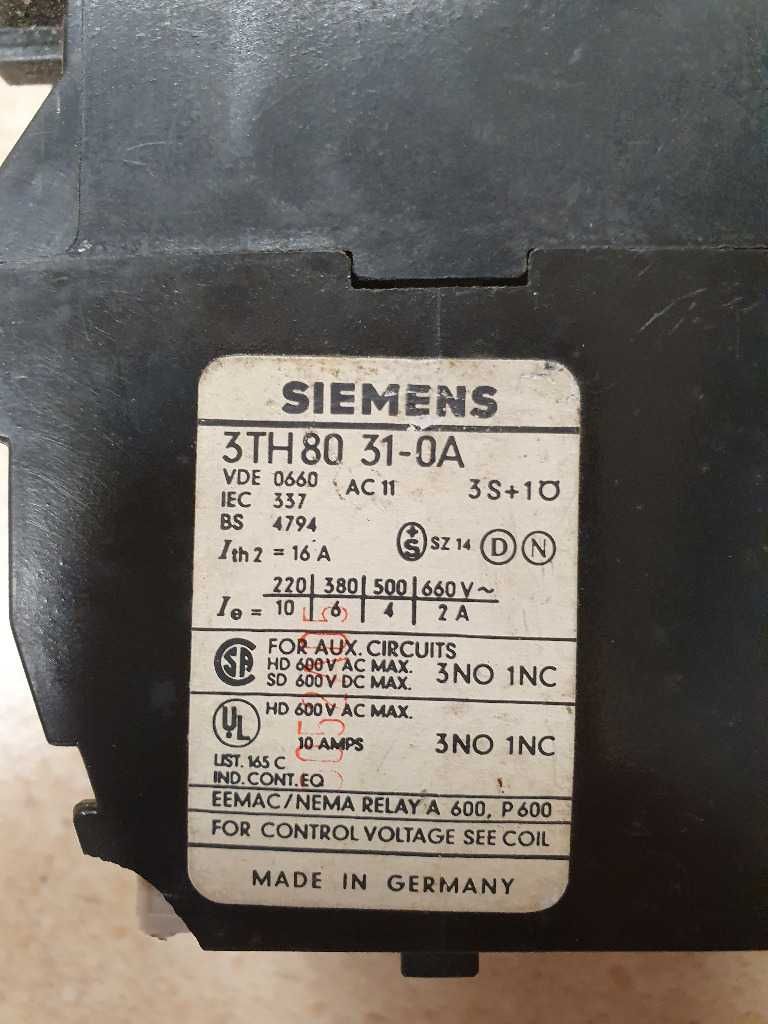 SIEMENS
3TH80 31-0A
VDE 0660 AC 11 3S+1Ö
IEC 337
BS 4794
Ith2 = 16 A +S SZ 14 D N
220 | 380 | 500 | 660 V ~
Ie = 10 | 6 | 4 | 2 A
CSA FOR AUX. CIRCUITS
HD 600V AC MAX. 3NO 1NC
SD 600V DC MAX.
UL HD 600V AC MAX.
10 AMPS 3NO 1NC
LIST. 165 C
IND. CONT. EQ
EEMAC/NEMA RELAY A 600, P 600
FOR CONTROL VOLTAGE SEE COIL
MADE IN GERMANY